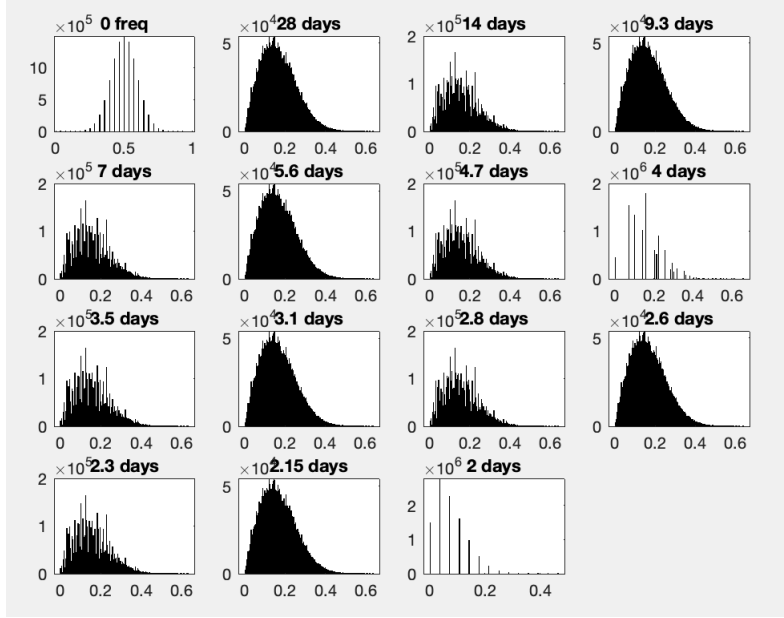 ×10^5 0 freq ×10^4 28 days ×10^5 14 days ×10^4 9.3 days
10 5 0 5 0 2 1 0 5 0
0 0.5 1 0 0.2 0.4 0.6 0 0.2 0.4 0.6 0 0.2 0.4 0.6
×10^5 7 days ×10^4 5.6 days ×10^5 4.7 days ×10^6 4 days
2 1 0 5 0 2 1 0 2 1 0
0 0.2 0.4 0.6 0 0.2 0.4 0.6 0 0.2 0.4 0.6 0 0.2 0.4 0.6
×10^5 3.5 days ×10^4 3.1 days ×10^5 2.8 days ×10^4 2.6 days
2 1 0 5 0 2 1 0 5 0
0 0.2 0.4 0.6 0 0.2 0.4 0.6 0 0.2 0.4 0.6 0 0.2 0.4 0.6
×10^5 2.3 days ×10^4 2.15 days ×10^6 2 days
2 1 0 5 0 2 1 0
0 0.2 0.4 0.6 0 0.2 0.4 0.6 0 0.2 0.4